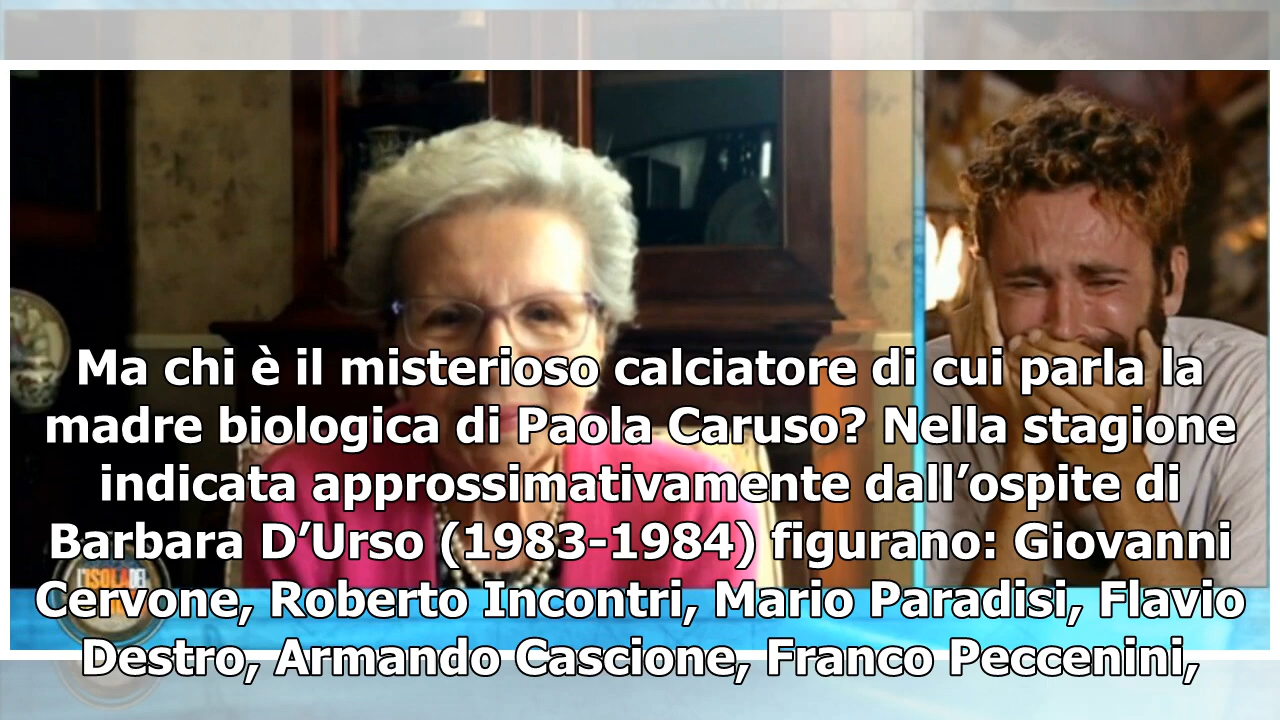 Ma chi è il misterioso calciatore di cui parla la
madre biologica di Paola Caruso? Nella stagione
indicata approssimativamente dall’ospite di
Barbara D’Urso (1983-1984) figurano: Giovanni
Cervone, Roberto Incontri, Mario Paradisi, Flavio
Destro, Armando Cascione, Franco Peccenini,
L'ISOLA DEI